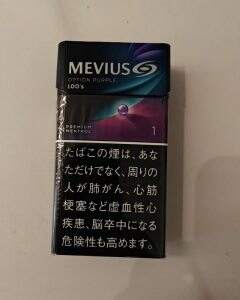 MEVIUS
OPTION PURPLE
100's
PREMIUM
MENTHOL
1
たばこの煙は、あな
ただけでなく、周りの
人が肺がん、心筋
梗塞など虚血性心
疾患、脳卒中になる
危険性も高めます。